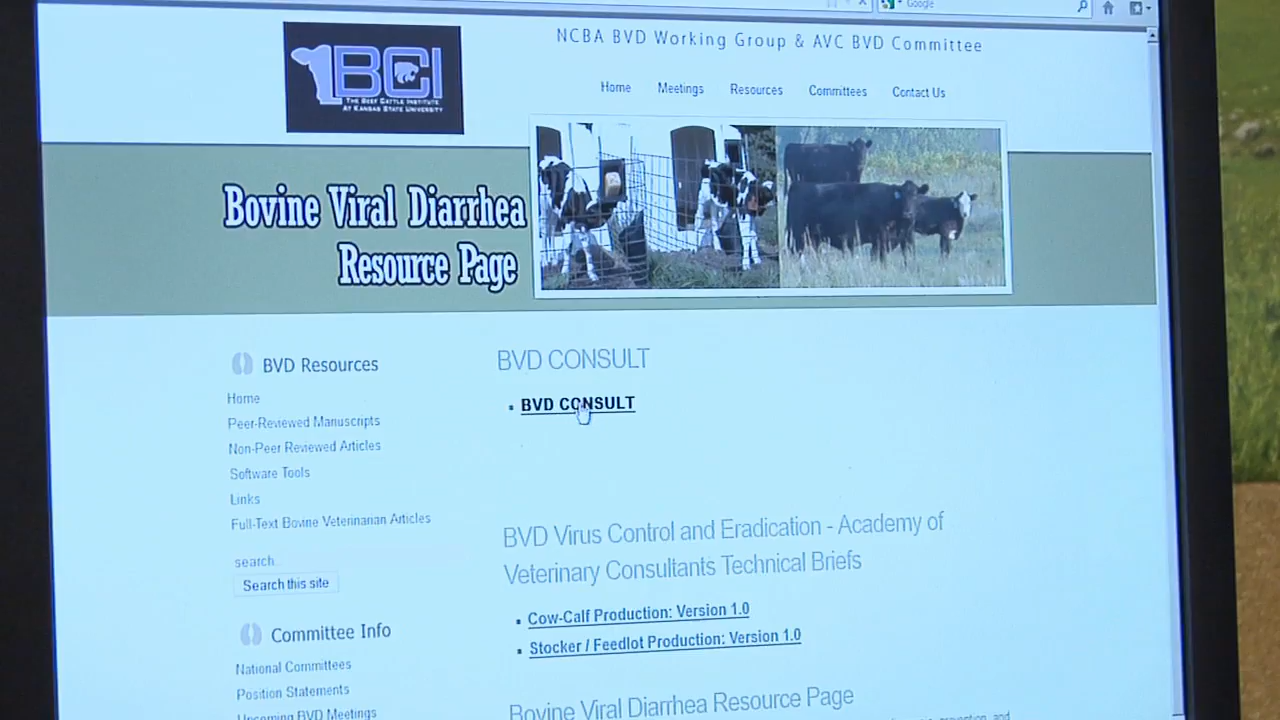 Google
BCI
THE BEEF CATTLE INSTITUTE
AT KANSAS STATE UNIVERSITY
NCBA BVD Working Group & AVC BVD Committee
Home Meetings Resources Committees Contact Us
Bovine Viral Diarrhea
Resource Page
BVD Resources
Home
Peer-Reviewed Manuscripts
Non-Peer Reviewed Articles
Software Tools
Links
Full-Text Bovine Veterinarian Articles
search..
Search this site
Committee Info
National Committees
Position Statements
Upcoming BVD Meetings
BVD CONSULT
BVD CONSULT
BVD Virus Control and Eradication - Academy of
Veterinary Consultants Technical Briefs
Cow-Calf Production: Version 1.0
Stocker / Feedlot Production: Version 1.0
Bovine Viral Diarrhea Resource Page